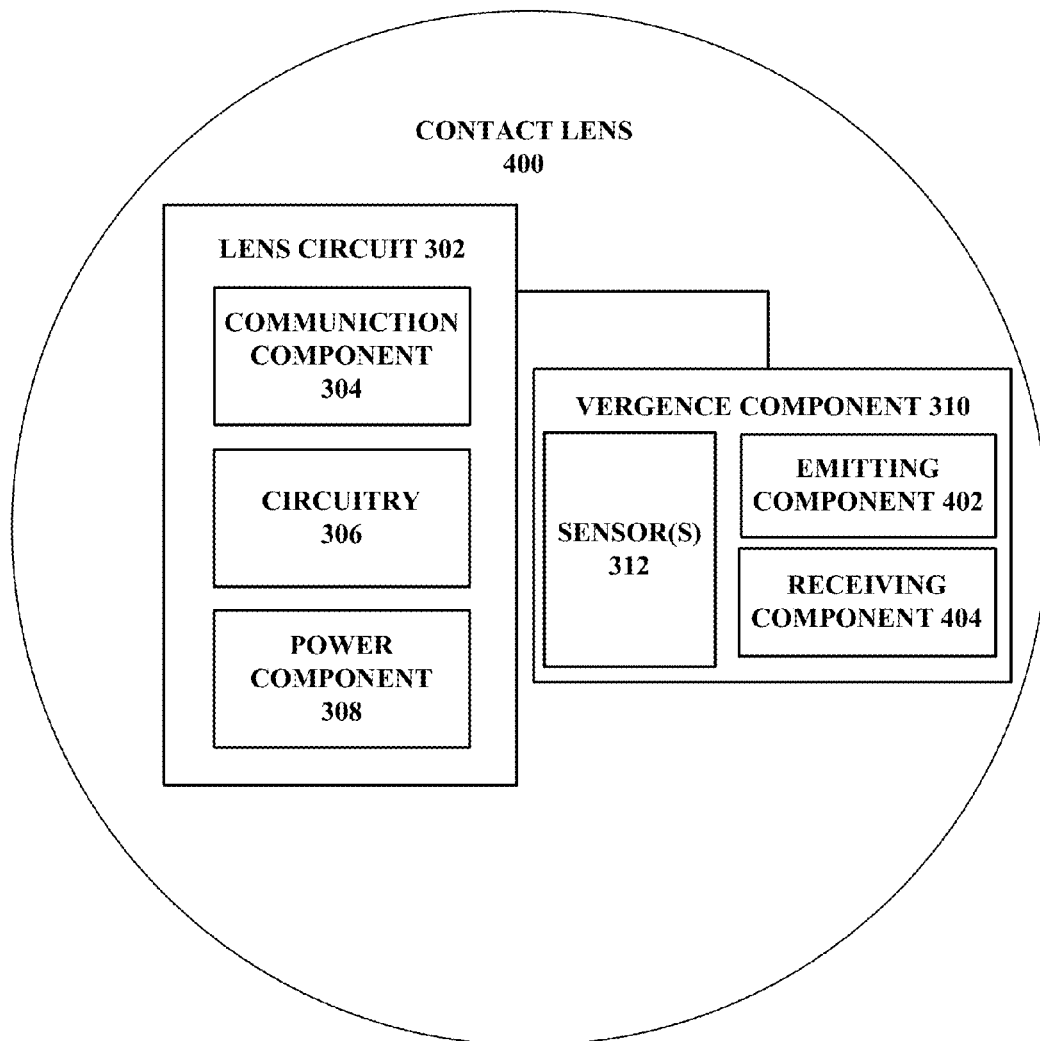 CONTACT LENS
400
LENS CIRCUIT 302
COMMUNICTION
COMPONENT
304
CIRCUITRY
306
POWER
COMPONENT
308
VERGENCE COMPONENT 310
SENSOR(S)
312
EMITTING
COMPONENT 402
RECEIVING
COMPONENT 404